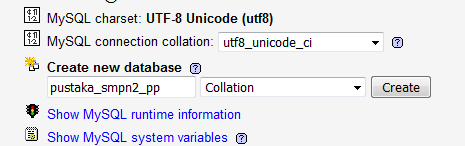 MySQL charset: UTF-8 Unicode (utf8)
MySQL connection collation: utf8_unicode_ci
Create new database
pustaka_smpn2_pp Collation Create
Show MySQL runtime information
Show MySQL system variables